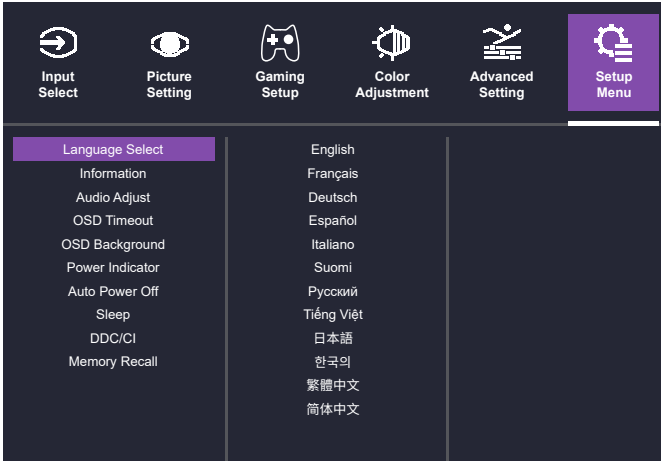 Input
Select
Picture
Setting
Gaming
Setup
Color
Adjustment
Advanced
Setting
Setup
Menu
Language Select
Information
Audio Adjust
OSD Timeout
OSD Background
Power Indicator
Auto Power Off
Sleep
DDC/CI
Memory Recall
English
Français
Deutsch
Español
Italiano
Suomi
Русский
Tiếng Việt
日本語
한국의
繁體中文
简体中文